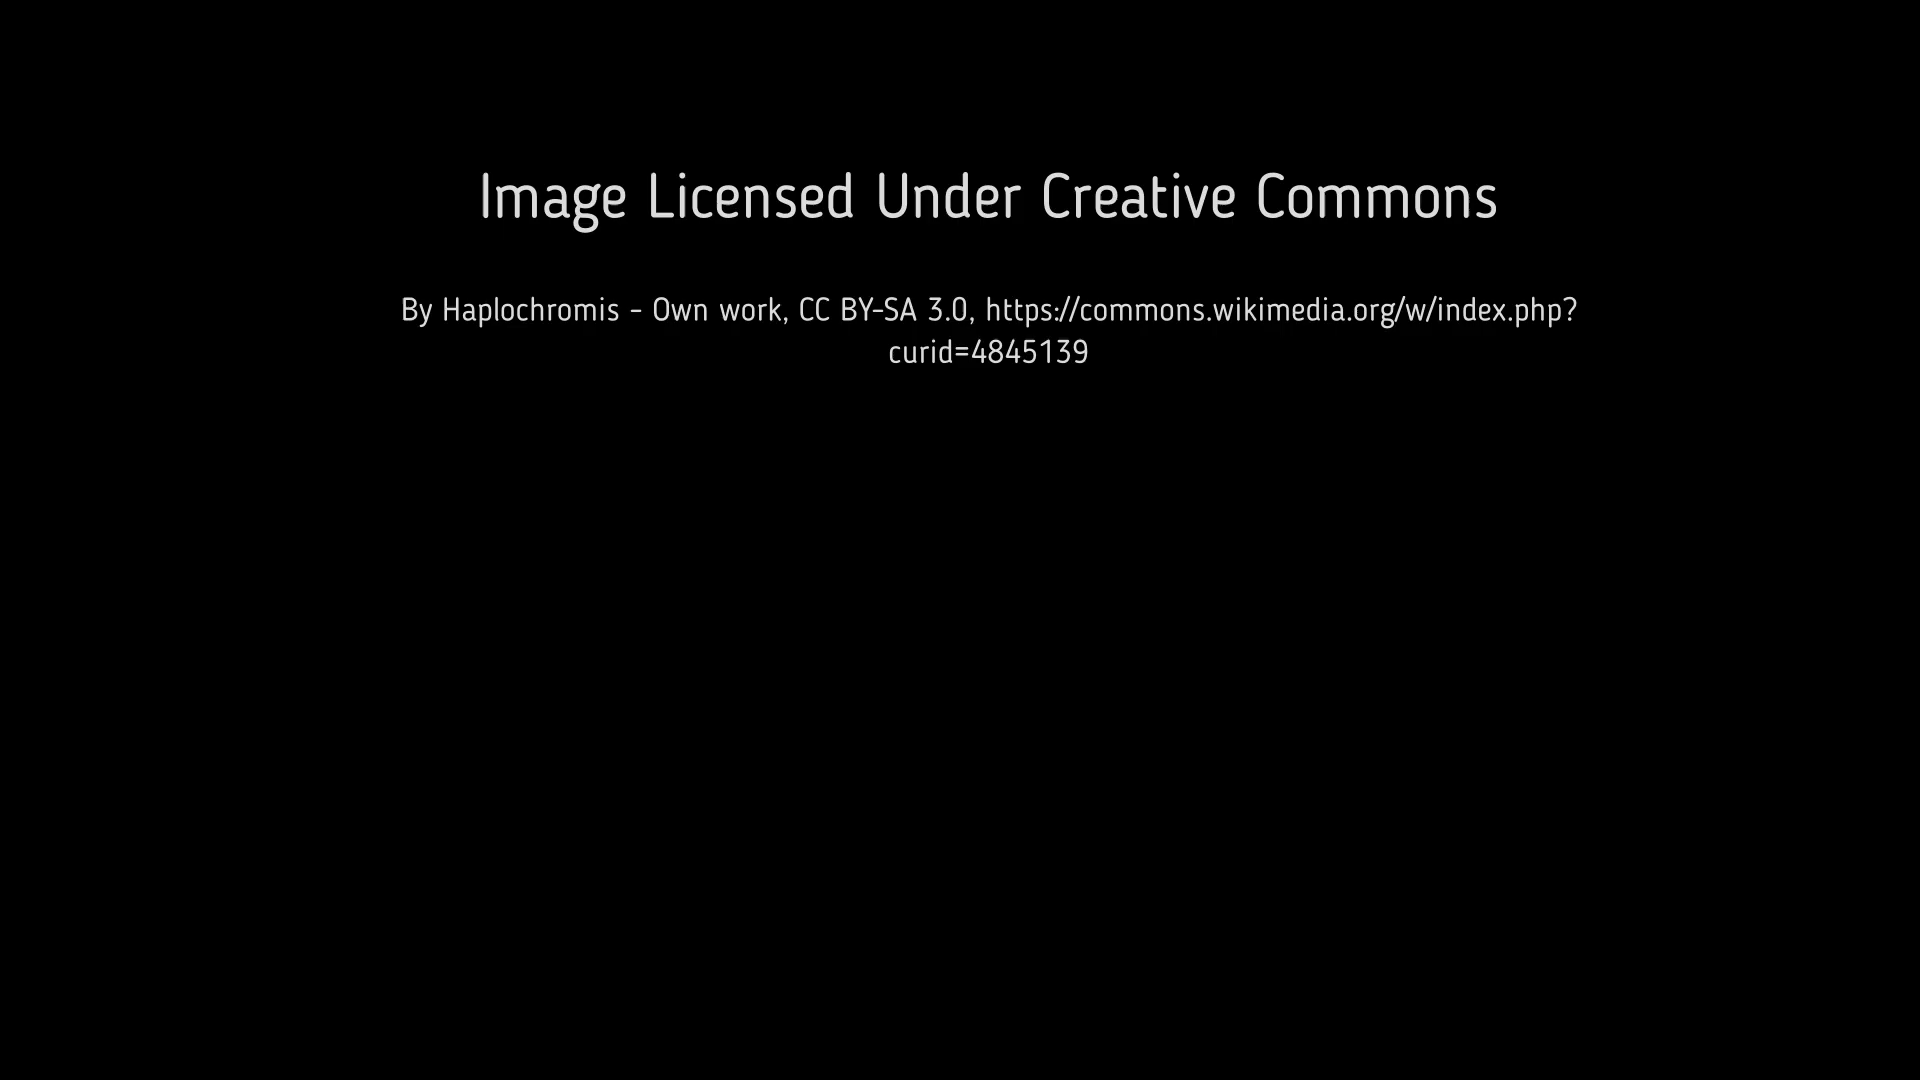 Image Licensed Under Creative Commons
By Haplochromis - Own work, CC BY-SA 3.0, https://commons.wikimedia.org/w/index.php?
curid=4845139